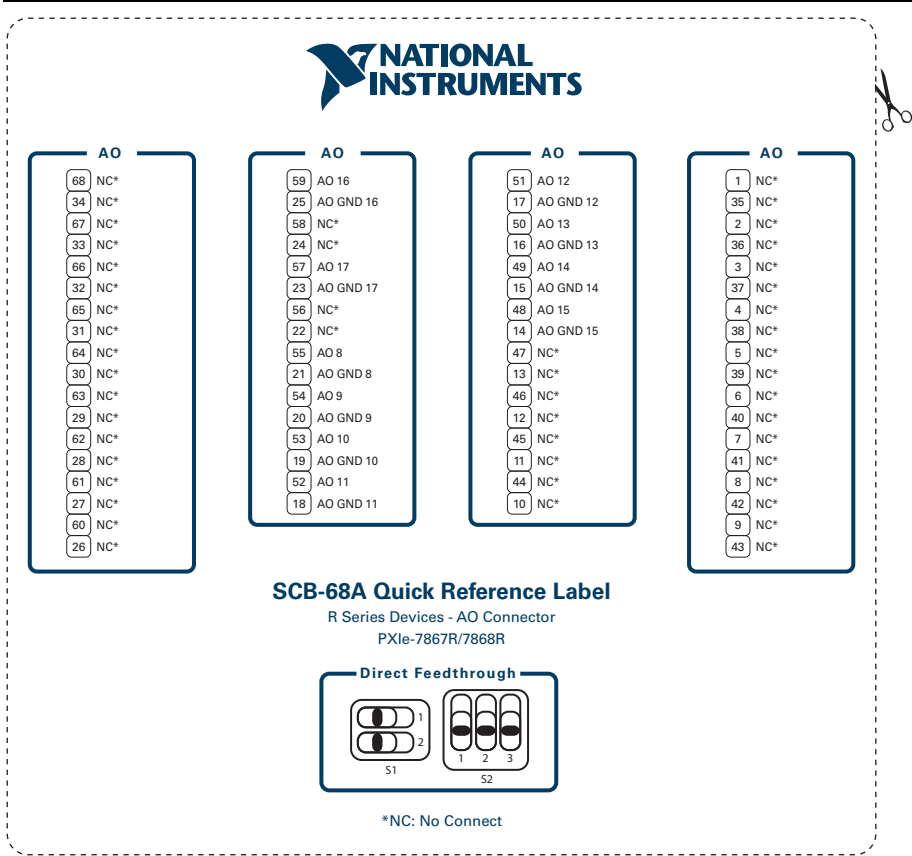 NATIONAL
INSTRUMENTS
AO
68 NC*
34 NC*
67 NC*
33 NC*
66 NC*
32 NC*
65 NC*
31 NC*
64 NC*
30 NC*
63 NC*
29 NC*
62 NC*
28 NC*
61 NC*
27 NC*
60 NC*
26 NC*
AO
59 AO 16
25 AO GND 16
58 NC*
24 NC*
57 AO 17
23 AO GND 17
56 NC*
22 NC*
55 AO 8
21 AO GND 8
54 AO 9
20 AO GND 9
53 AO 10
19 AO GND 10
52 AO 11
18 AO GND 11
AO
51 AO 12
17 AO GND 12
50 AO 13
16 AO GND 13
49 AO 14
15 AO GND 14
48 AO 15
14 AO GND 15
47 NC*
13 NC*
46 NC*
12 NC*
45 NC*
11 NC*
44 NC*
10 NC*
AO
1 NC*
35 NC*
2 NC*
36 NC*
3 NC*
37 NC*
4 NC*
38 NC*
5 NC*
39 NC*
6 NC*
40 NC*
7 NC*
41 NC*
8 NC*
42 NC*
9 NC*
43 NC*
SCB-68A Quick Reference Label
R Series Devices - AO Connector
PXIe-7867R/7868R
Direct Feedthrough
1
2
S1
1 2 3
S2
*NC: No Connect